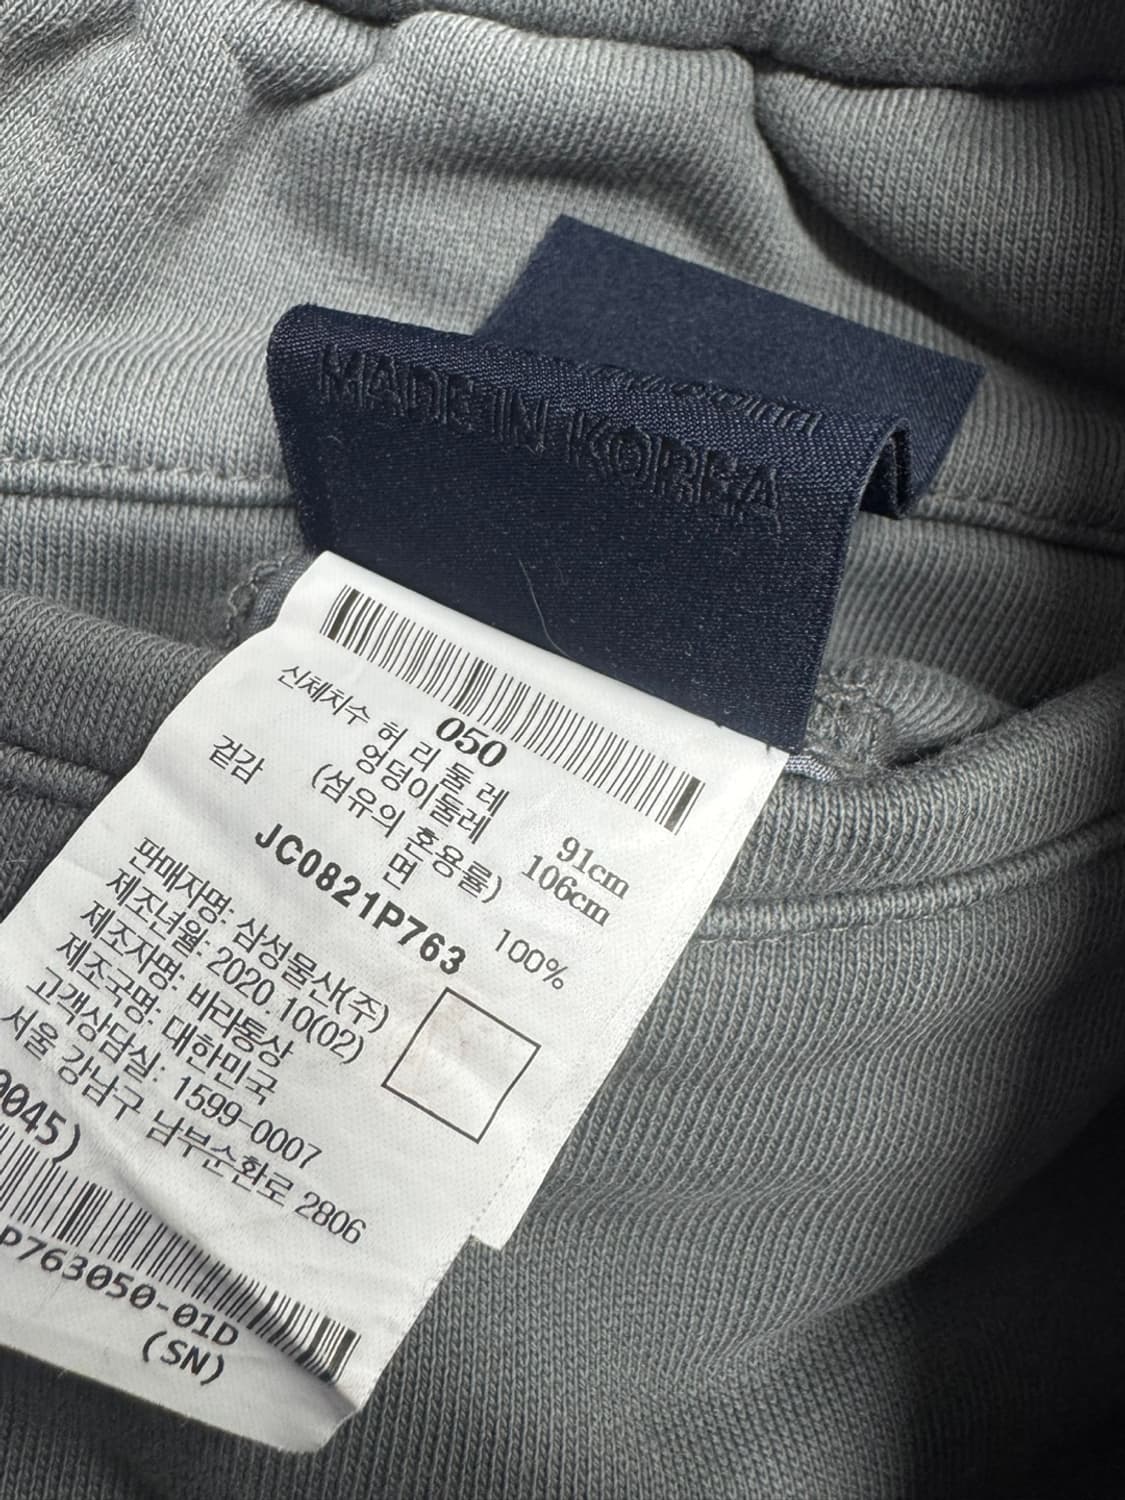 MADE IN KOREA
050
신체치수 허 리 둘 레 91cm
엉덩이둘레 106cm
(섬유의 혼용률)
겉감 면 100%
JC0821P763
판매자명: 삼성물산(주)
제조년월: 2020.10(02)
제조자명: 바라통상
제조국명: 대한민국
고객상담실: 1599-0007
서울 강남구 남부순환로 2806
0045)
P763050-01D
(SN)